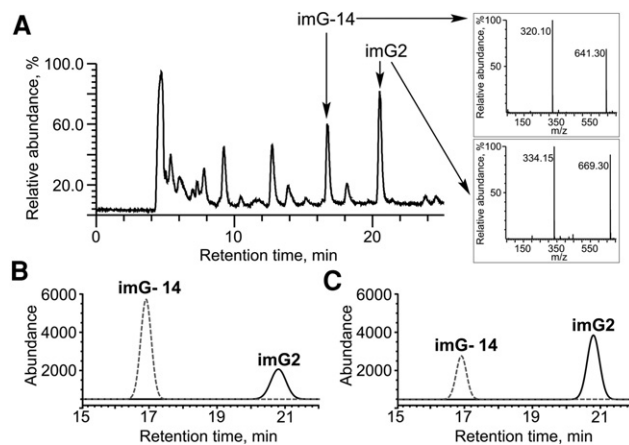 A
imG-14
imG2
Relative abundance, %
100.0
60.0
20.0
0
10
20
Retention time, min
Relative abundance, %
100
50
320.10
641.30
150
350
550
m/z
Relative abundance, %
100
50
334.15
669.30
150
350
550
m/z
B
Abundance
6000
4000
2000
imG- 14
imG2
15
17
19
21
Retention time, min
C
Abundance
6000
4000
2000
imG- 14
imG2
15
17
19
21
Retention time, min